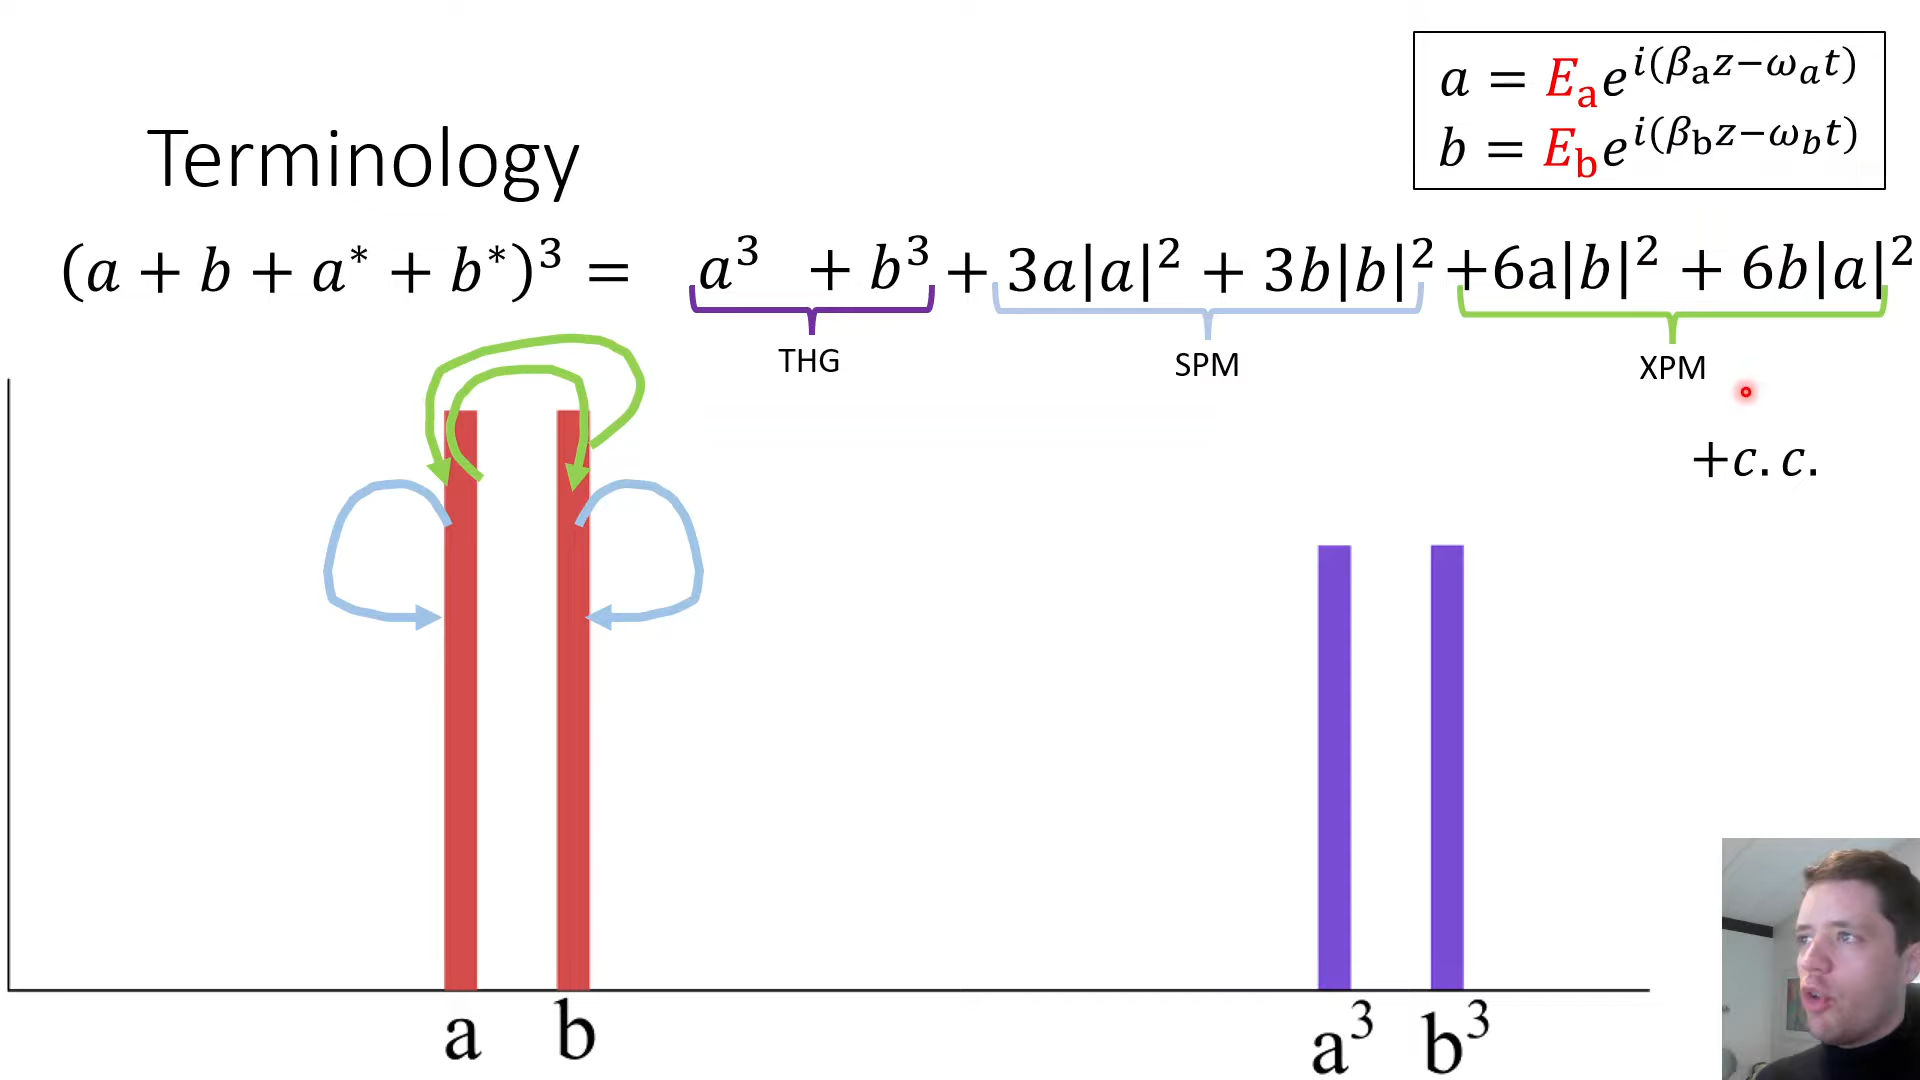 a = E_a e^{i(β_a z−ω_a t)}
b = E_b e^{i(β_b z−ω_b t)}
Terminology
(a + b + a* + b*)³ = a³ + b³ + 3a|a|² + 3b|b|² +6a|b|² + 6b|a|²
THG SPM XPM
+c.c.
a b a³ b³